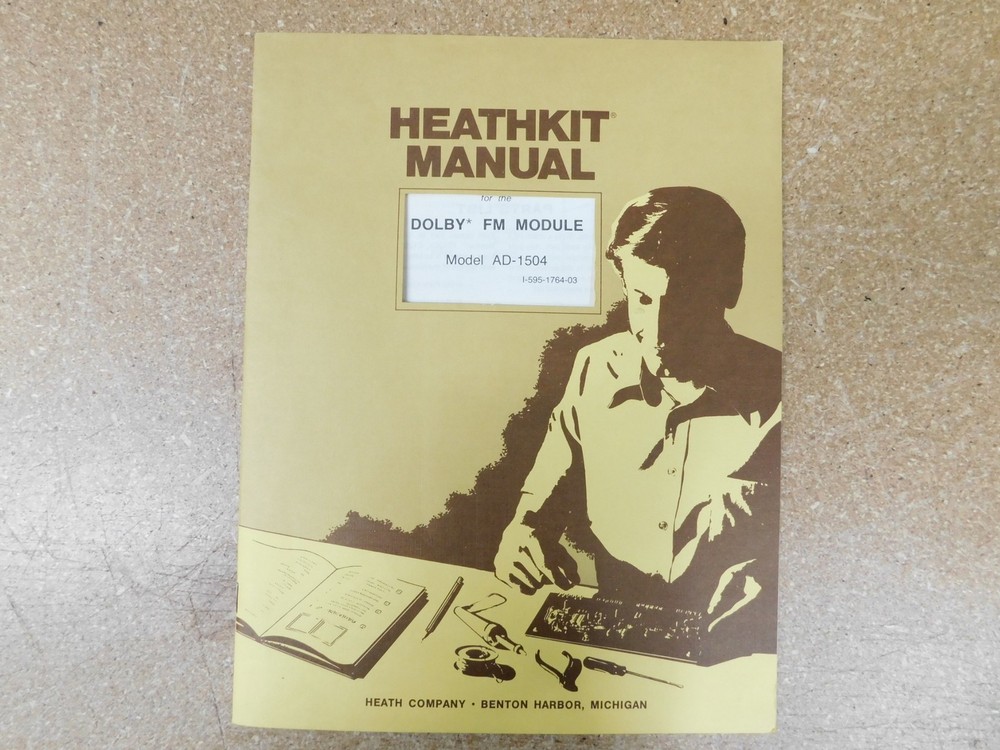 HEATHKIT®
MANUAL
for the
DOLBY* FM MODULE
Model AD-1504
I-595-1764-03
HEATH COMPANY • BENTON HARBOR, MICHIGAN